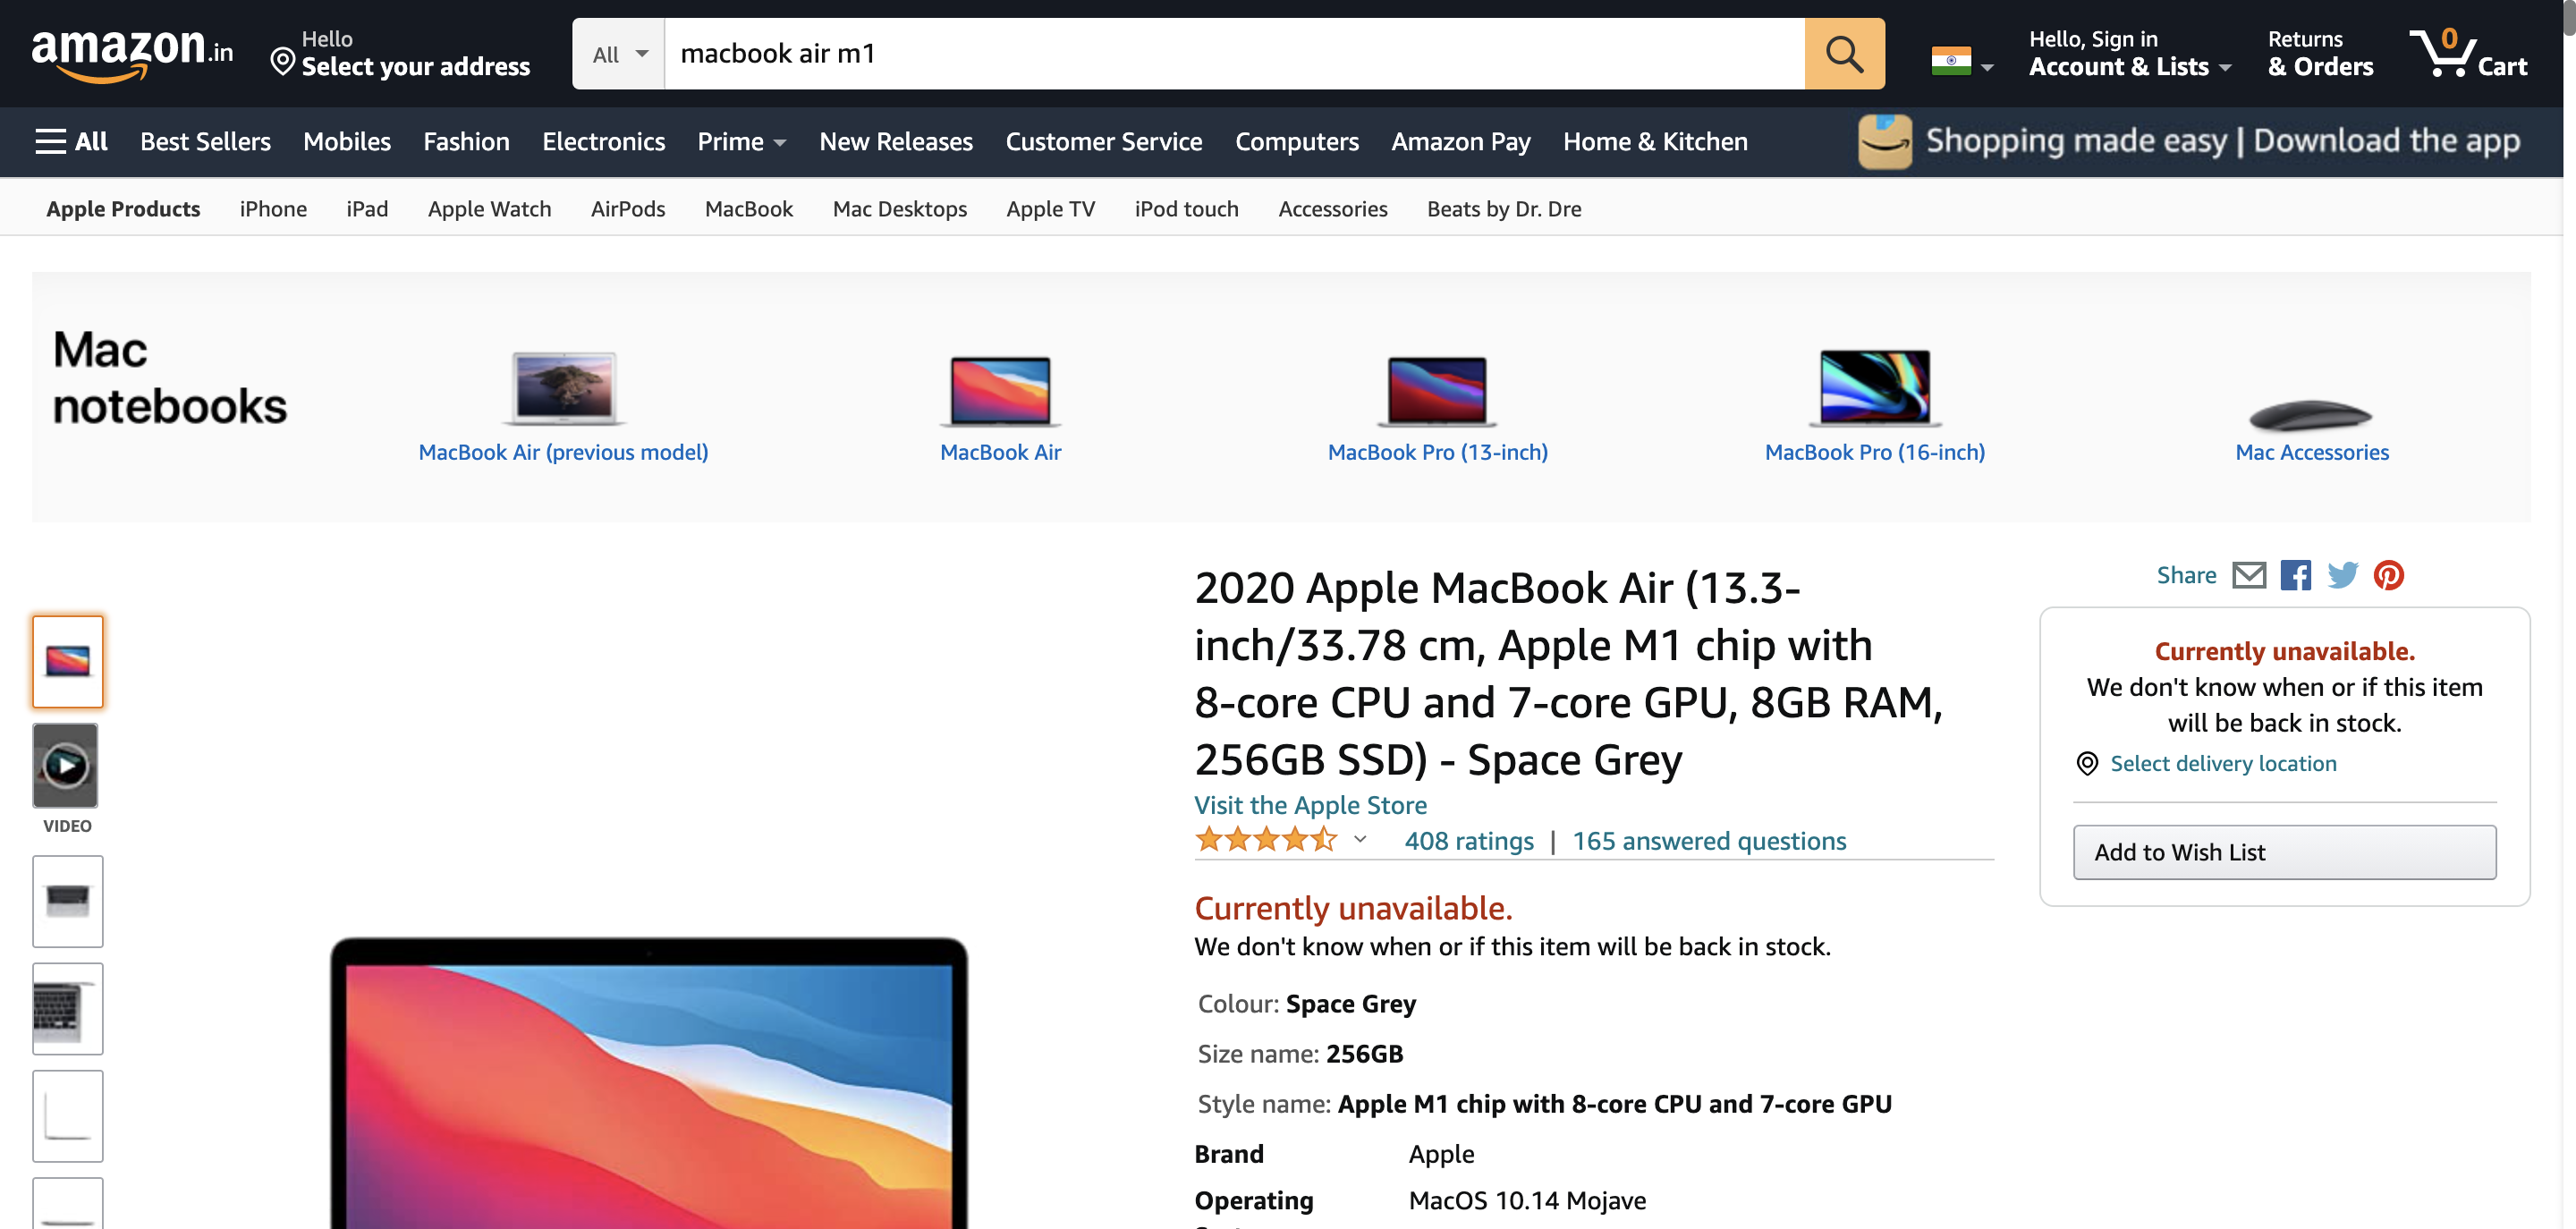 amazon.in
Hello
Select your address
All
macbook air m1
Hello, Sign in
Account & Lists
Returns
& Orders
0
Cart
All
Best Sellers
Mobiles
Fashion
Electronics
Prime
New Releases
Customer Service
Computers
Amazon Pay
Home & Kitchen
Shopping made easy | Download the app
Apple Products
iPhone
iPad
Apple Watch
AirPods
MacBook
Mac Desktops
Apple TV
iPod touch
Accessories
Beats by Dr. Dre
Mac
notebooks
MacBook Air (previous model)
MacBook Air
MacBook Pro (13-inch)
MacBook Pro (16-inch)
Mac Accessories
VIDEO
2020 Apple MacBook Air (13.3-
inch/33.78 cm, Apple M1 chip with
8-core CPU and 7-core GPU, 8GB RAM,
256GB SSD) - Space Grey
Visit the Apple Store
408 ratings | 165 answered questions
Currently unavailable.
We don't know when or if this item will be back in stock.
Colour: Space Grey
Size name: 256GB
Style name: Apple M1 chip with 8-core CPU and 7-core GPU
Brand Apple
Operating MacOS 10.14 Mojave
Share
Currently unavailable.
We don't know when or if this item
will be back in stock.
Select delivery location
Add to Wish List